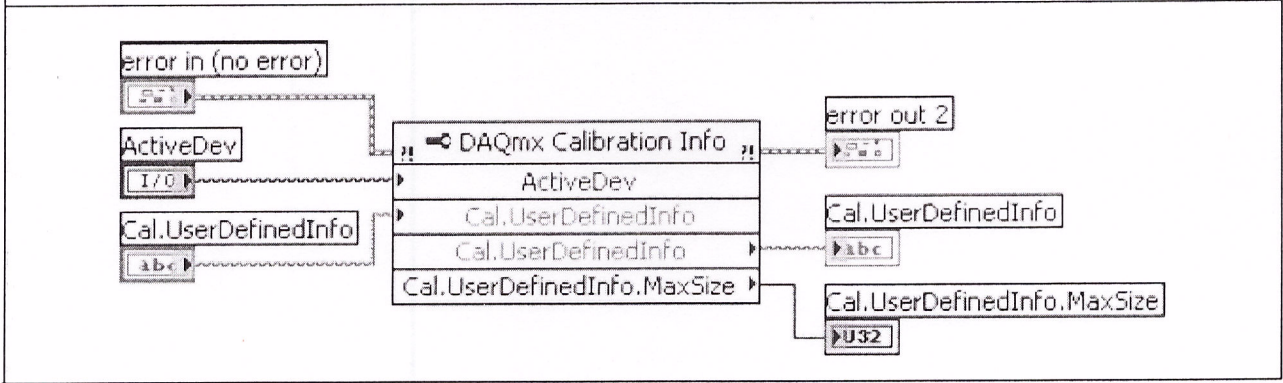 error in (no error)
ActiveDev
I/O
Cal.UserDefinedInfo
abc
?! DAQmx Calibration Info ?!
ActiveDev
Cal.UserDefinedInfo
Cal.UserDefinedInfo
Cal.UserDefinedInfo.MaxSize
error out 2
Cal.UserDefinedInfo
abc
Cal.UserDefinedInfo.MaxSize
U32